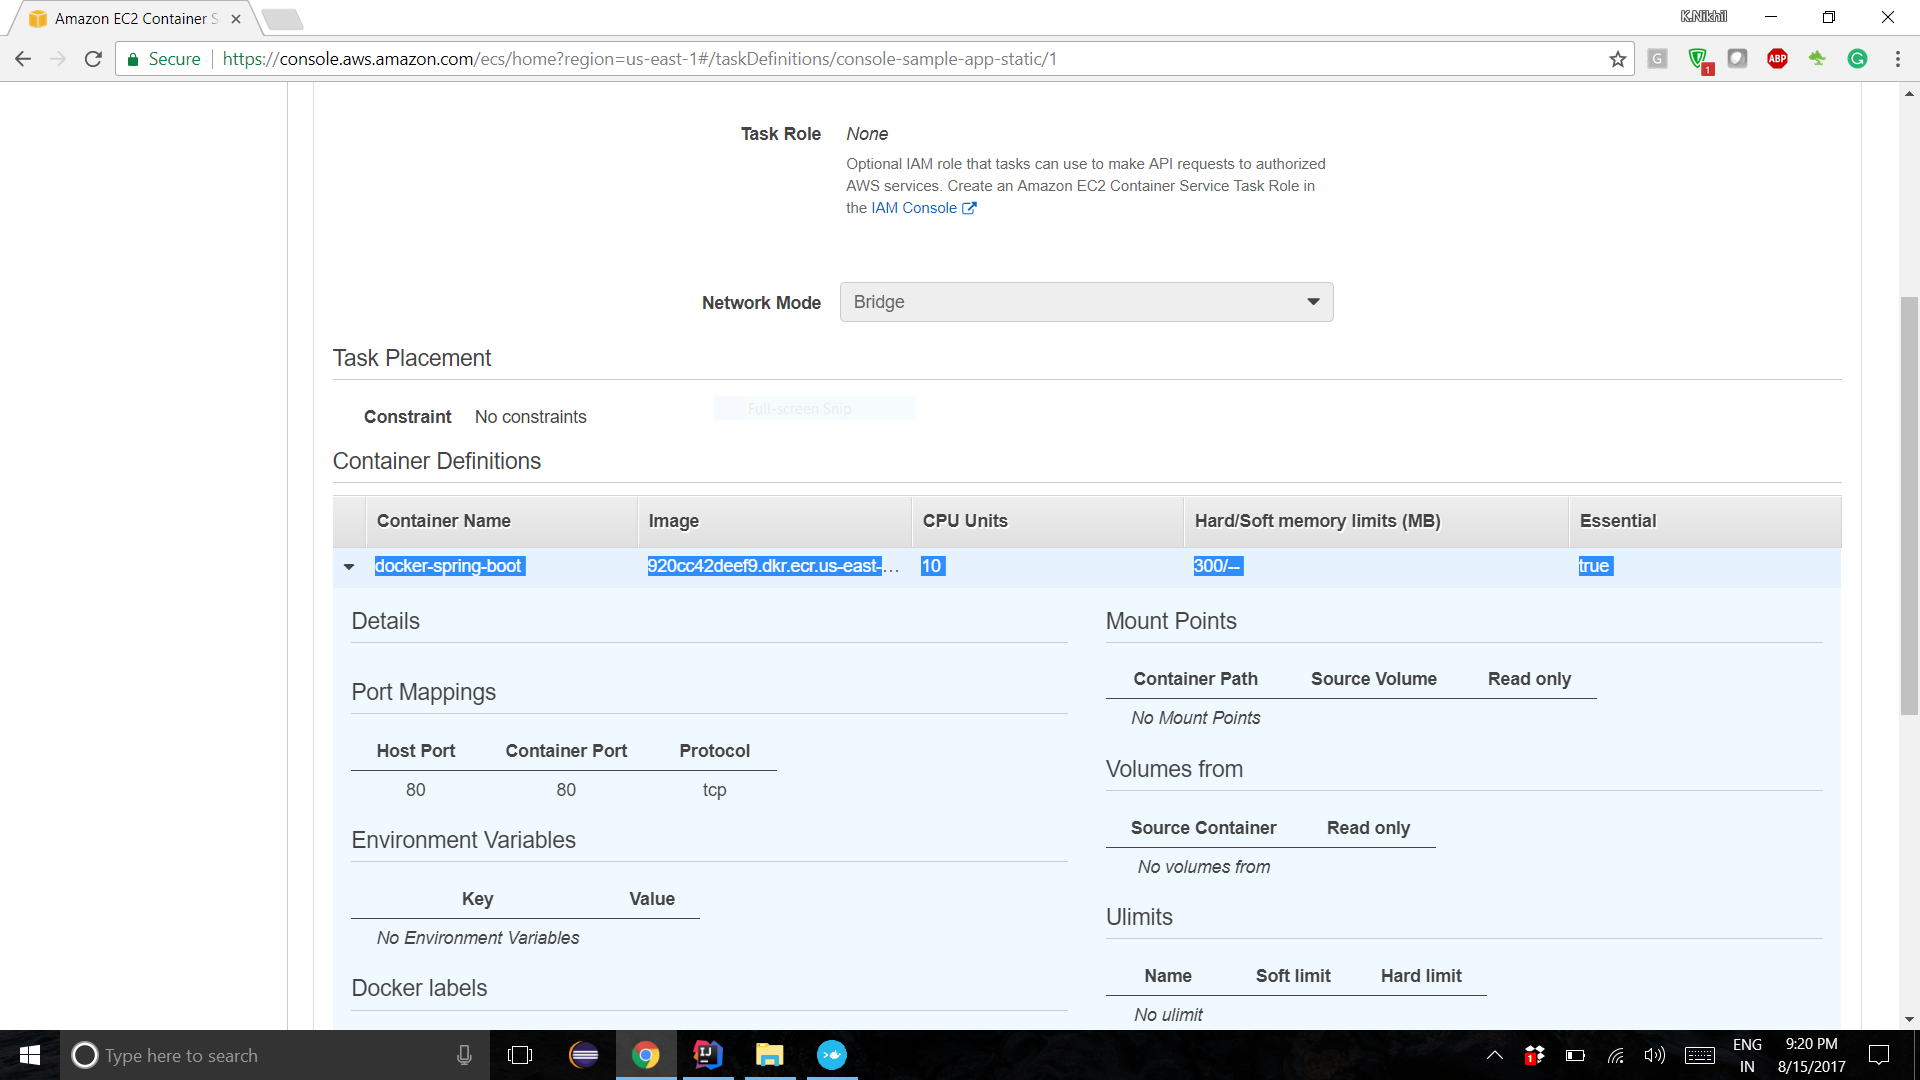 Amazon EC2 Container S
K.Nikhil
Secure
https://console.aws.amazon.com/ecs/home?region=us-east-1#/taskDefinitions/console-sample-app-static/1
G
1
ABP
G
Task Role None
Optional IAM role that tasks can use to make API requests to authorized
AWS services. Create an Amazon EC2 Container Service Task Role in
the IAM Console
Network Mode Bridge
Task Placement
Full-screen Snip
Constraint No constraints
Container Definitions
Container Name Image CPU Units Hard/Soft memory limits (MB) Essential
docker-spring-boot 920cc42deef9.dkr.ecr.us-east-... 10 300/-- true
Details
Port Mappings
Host Port Container Port Protocol
80 80 tcp
Environment Variables
Key Value
No Environment Variables
Docker labels
Mount Points
Container Path Source Volume Read only
No Mount Points
Volumes from
Source Container Read only
No volumes from
Ulimits
Name Soft limit Hard limit
No ulimit
Type here to search
IJ
1
ENG
IN
9:20 PM
8/15/2017